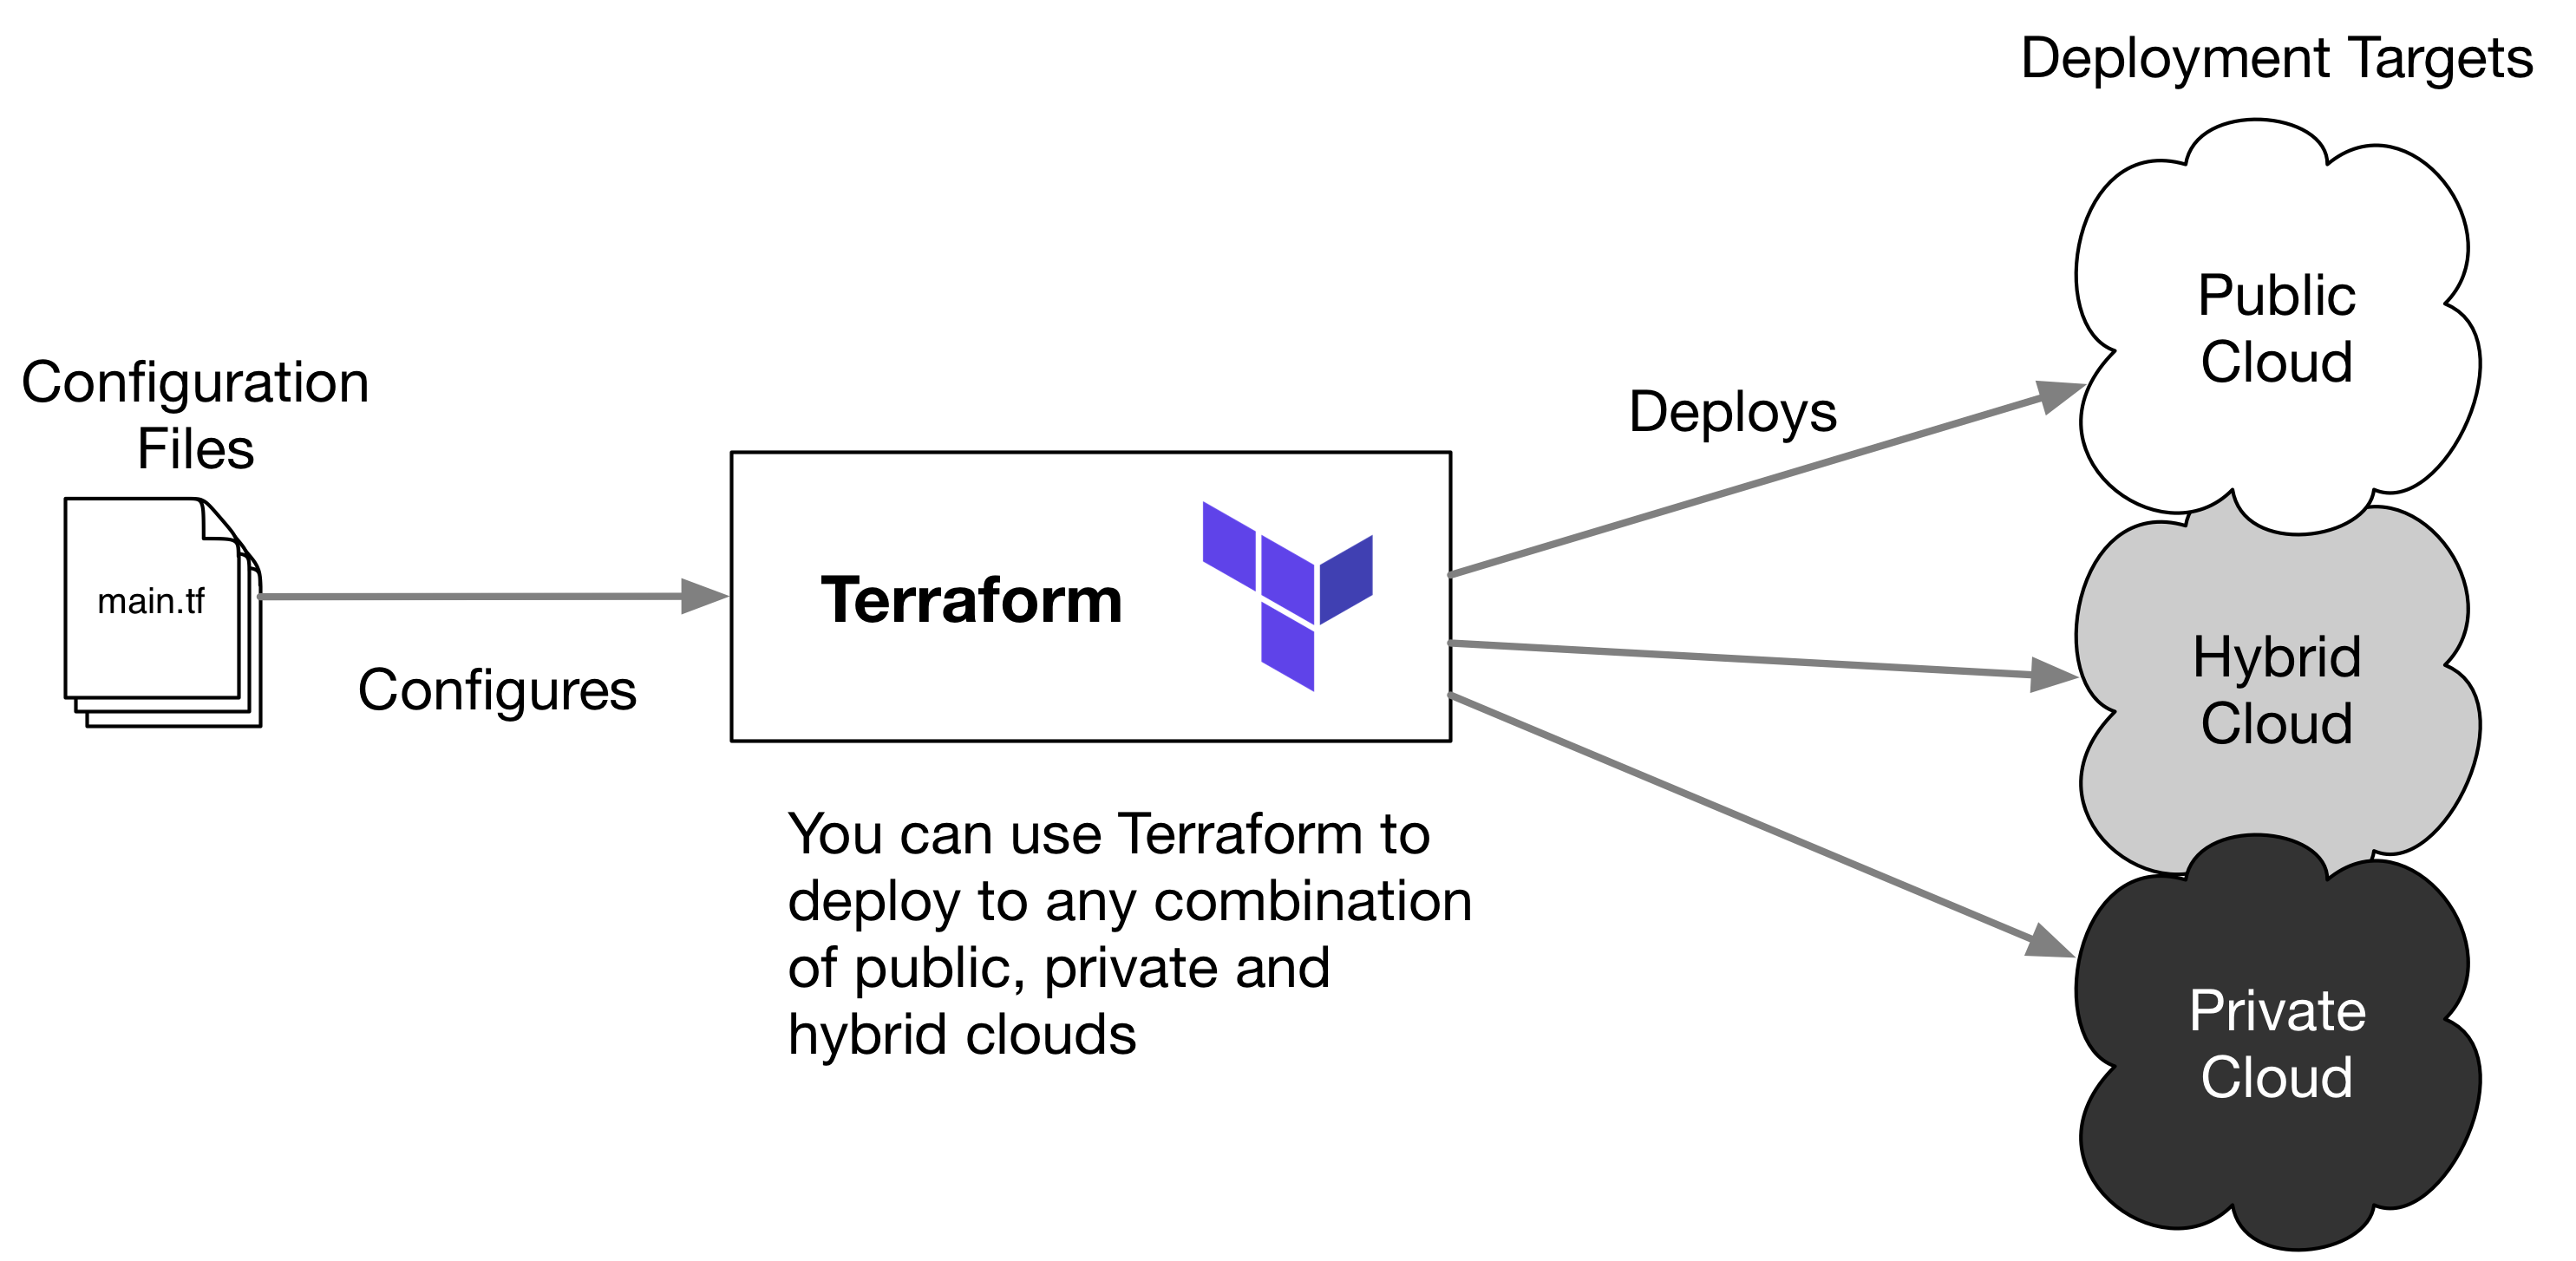 Deployment Targets
Configuration
Files
main.tf
Configures
Terraform
You can use Terraform to
deploy to any combination
of public, private and
hybrid clouds
Deploys
Public
Cloud
Hybrid
Cloud
Private
Cloud